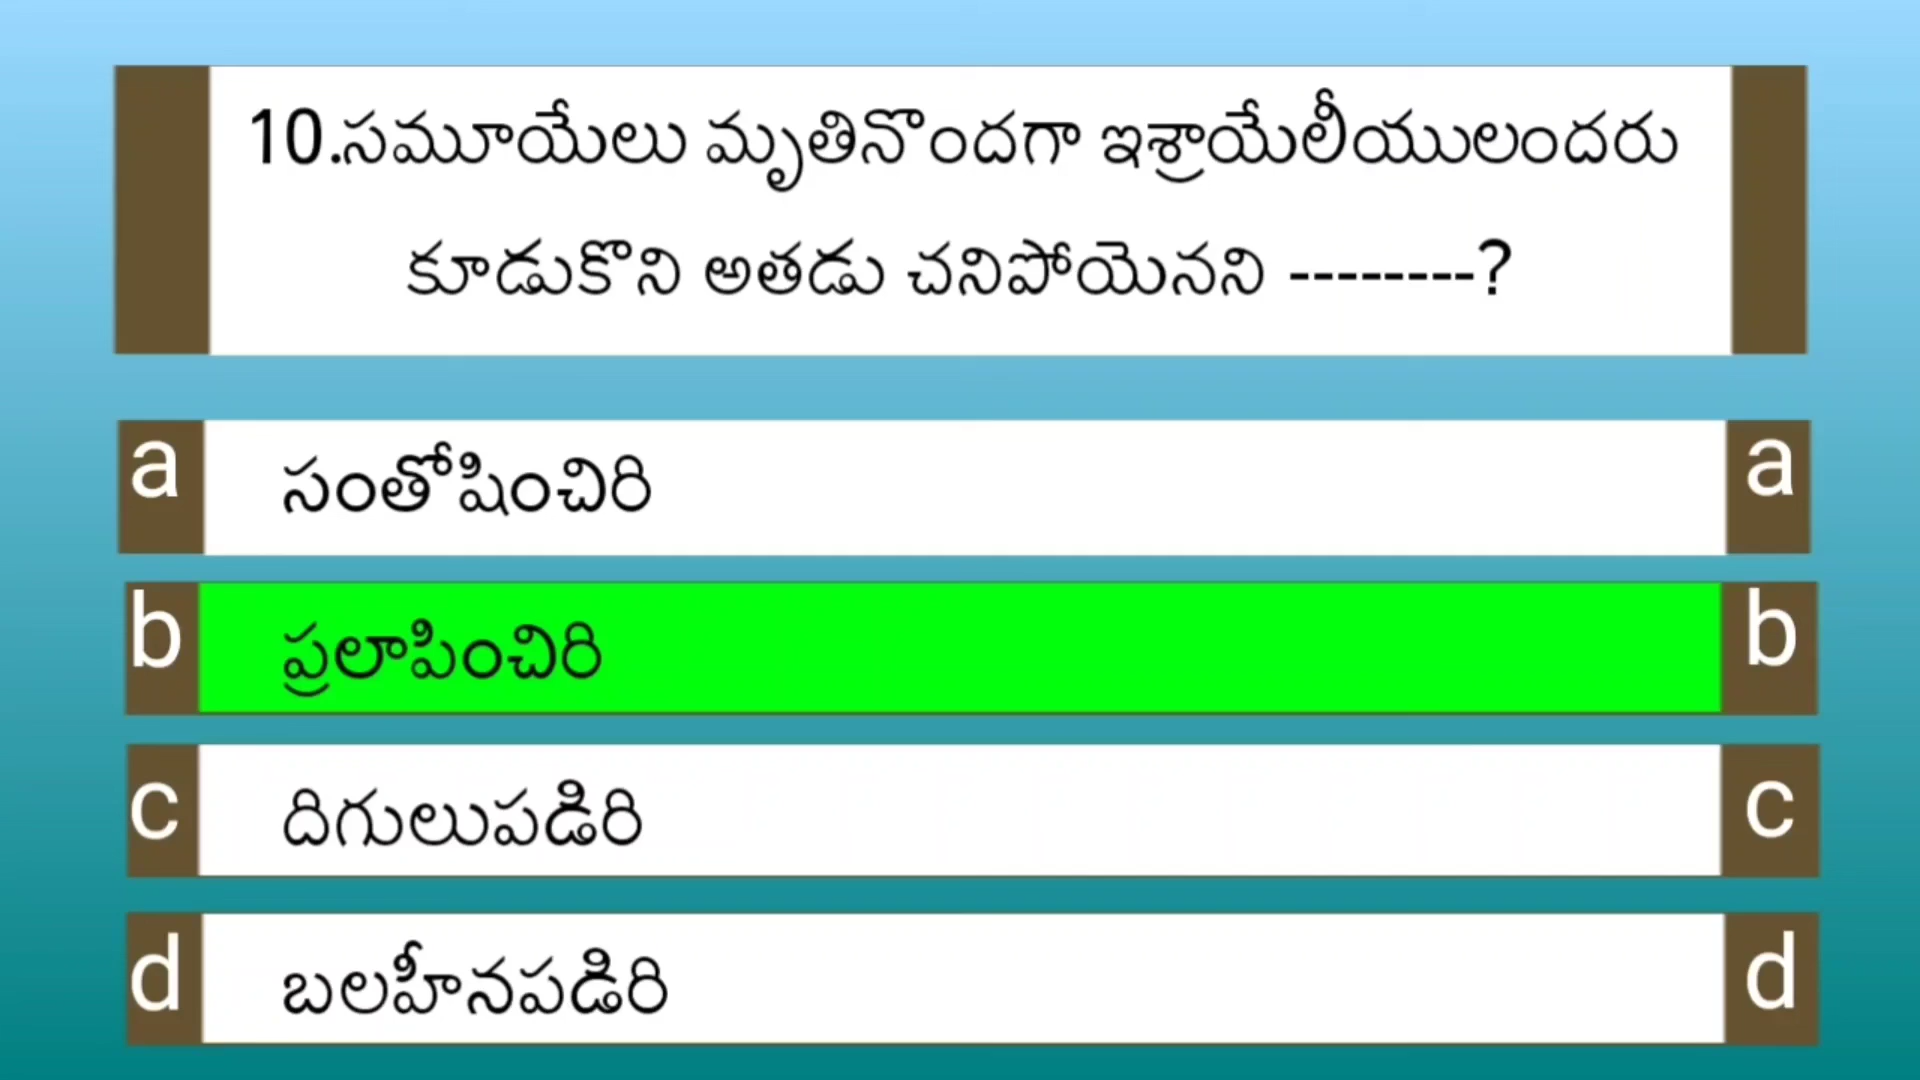 10.సమూయేలు మృతినొందగా ఇశ్రాయేలీయులందరు
కూడుకొని అతడు చనిపోయెనని --------?
a సంతోషించిరి a
b ప్రలాపించిరి b
c దిగులుపడిరి c
d బలహీనపడిరి d